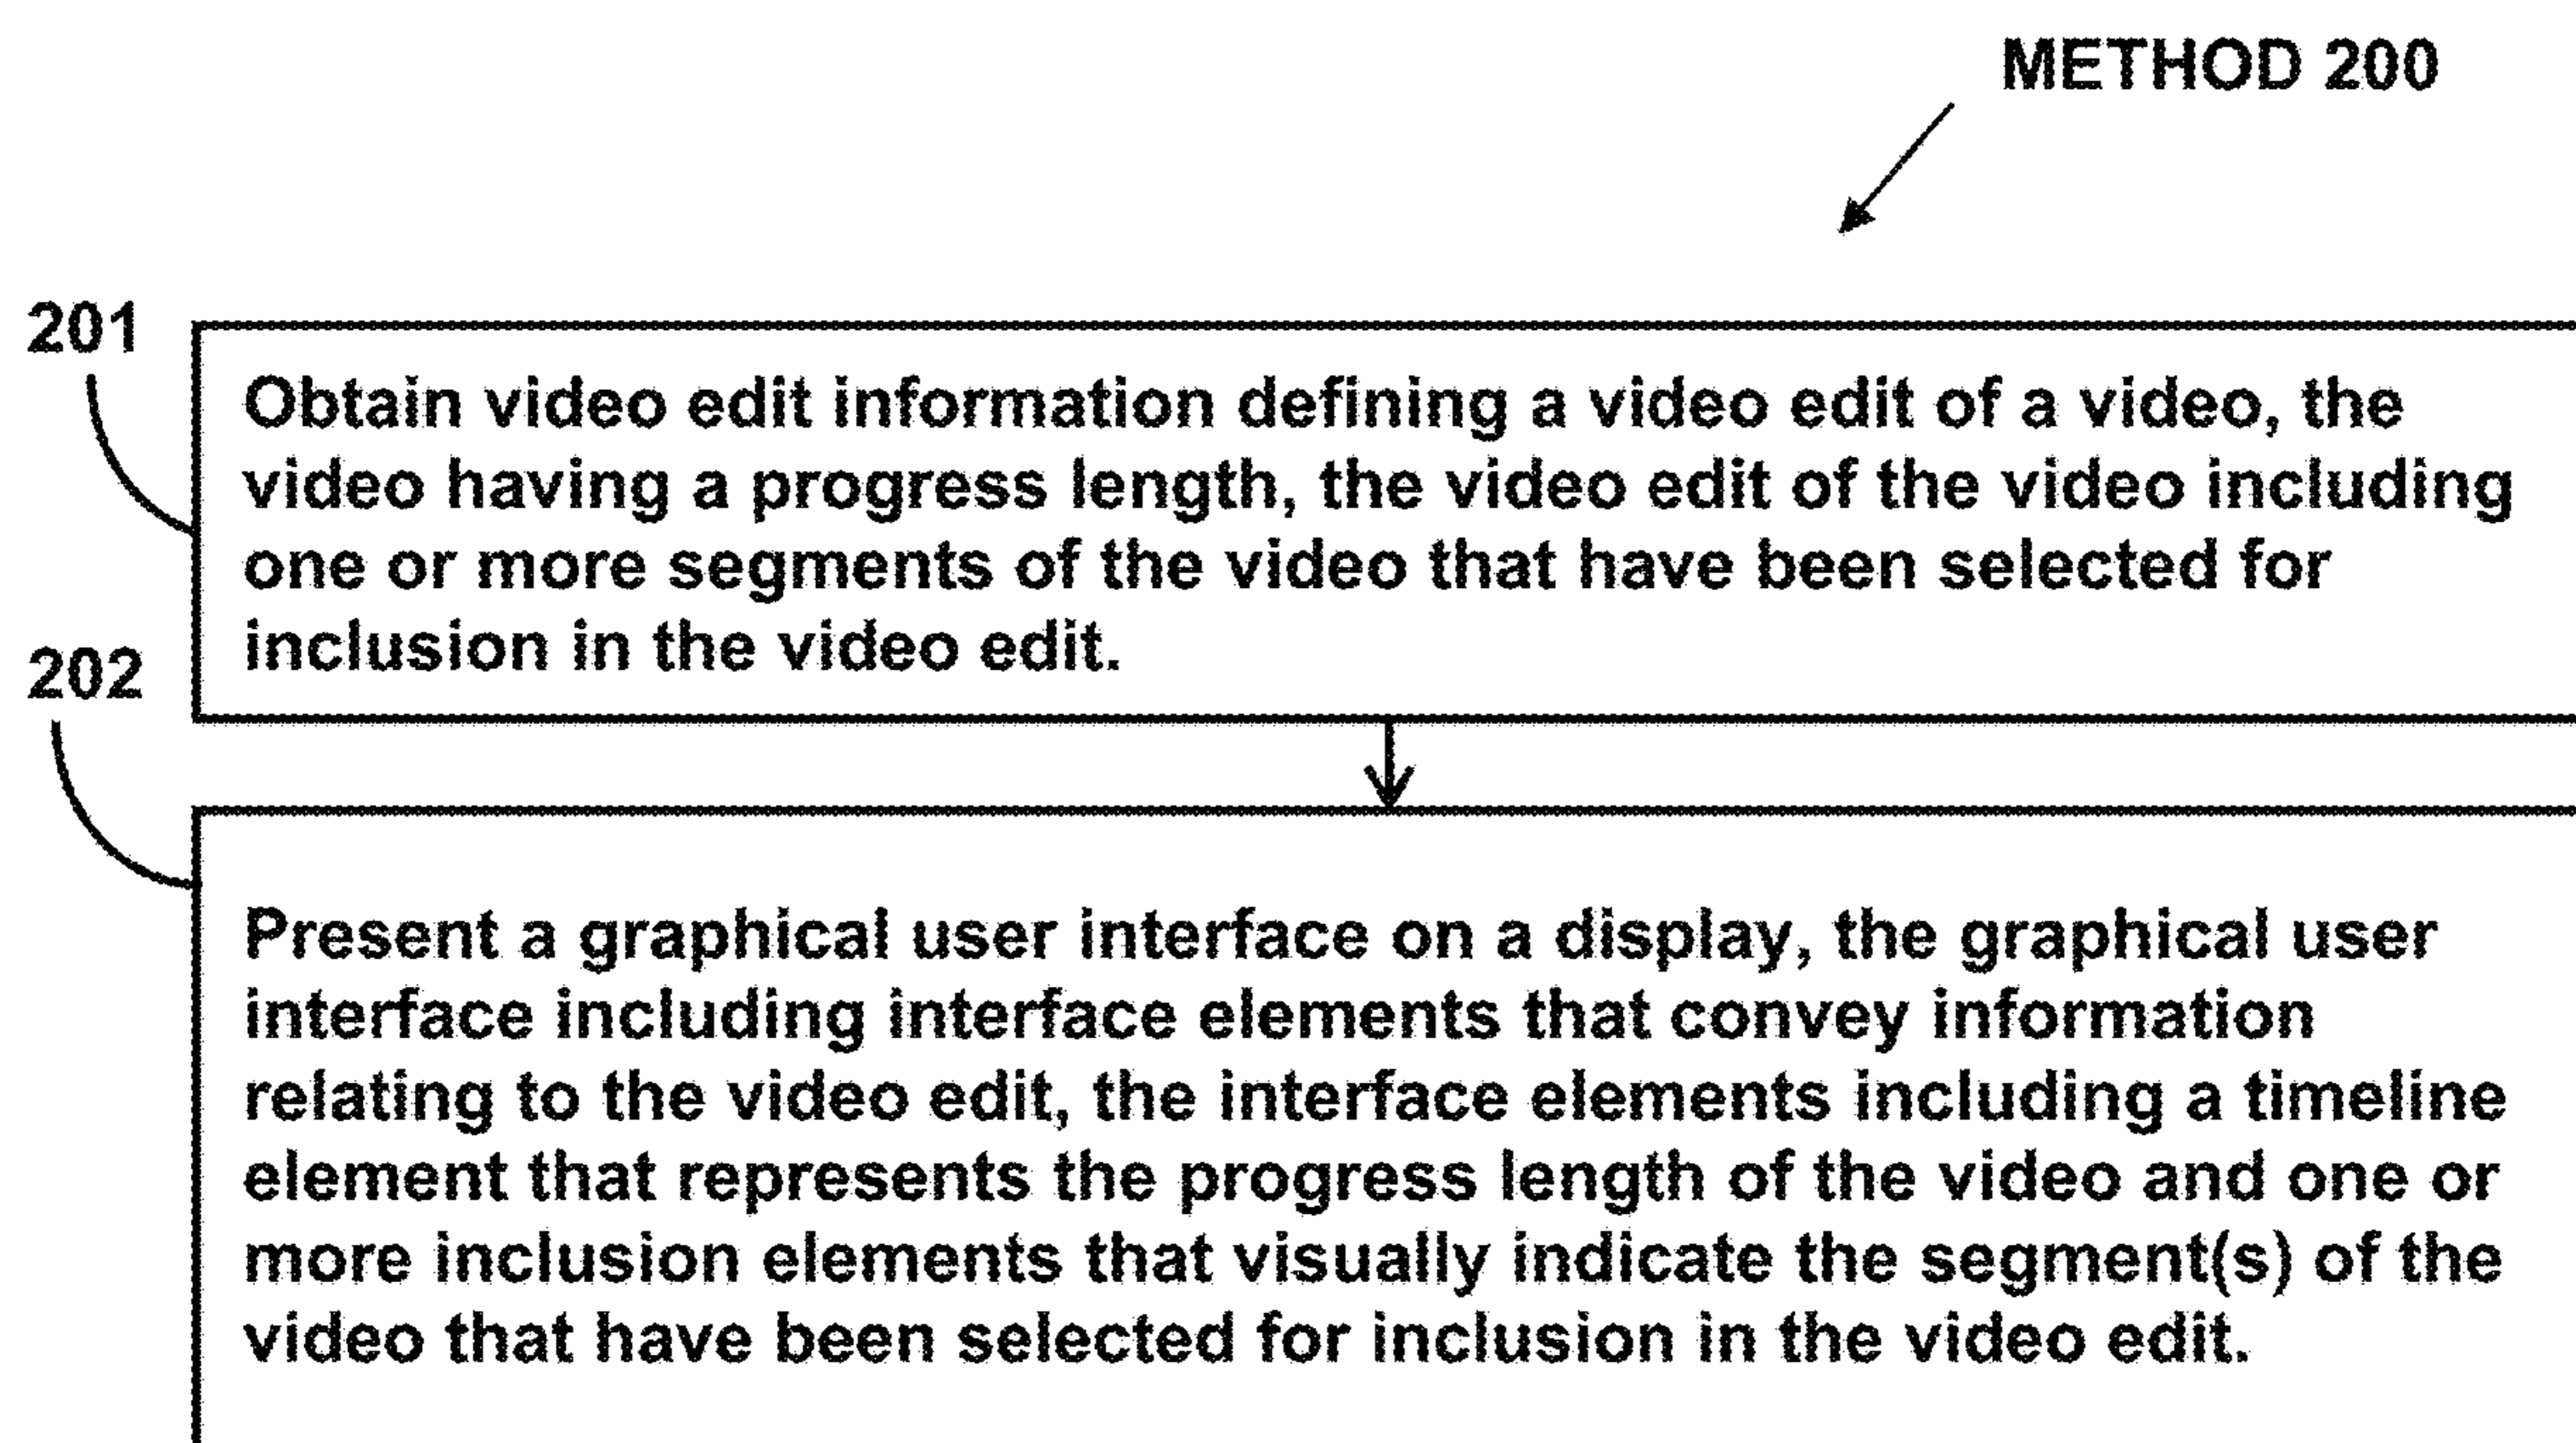 METHOD 200
201
Obtain video edit information defining a video edit of a video, the
video having a progress length, the video edit of the video including
one or more segments of the video that have been selected for
inclusion in the video edit.
202
Present a graphical user interface on a display, the graphical user
interface including interface elements that convey information
relating to the video edit, the interface elements including a timeline
element that represents the progress length of the video and one or
more inclusion elements that visually indicate the segment(s) of the
video that have been selected for inclusion in the video edit.